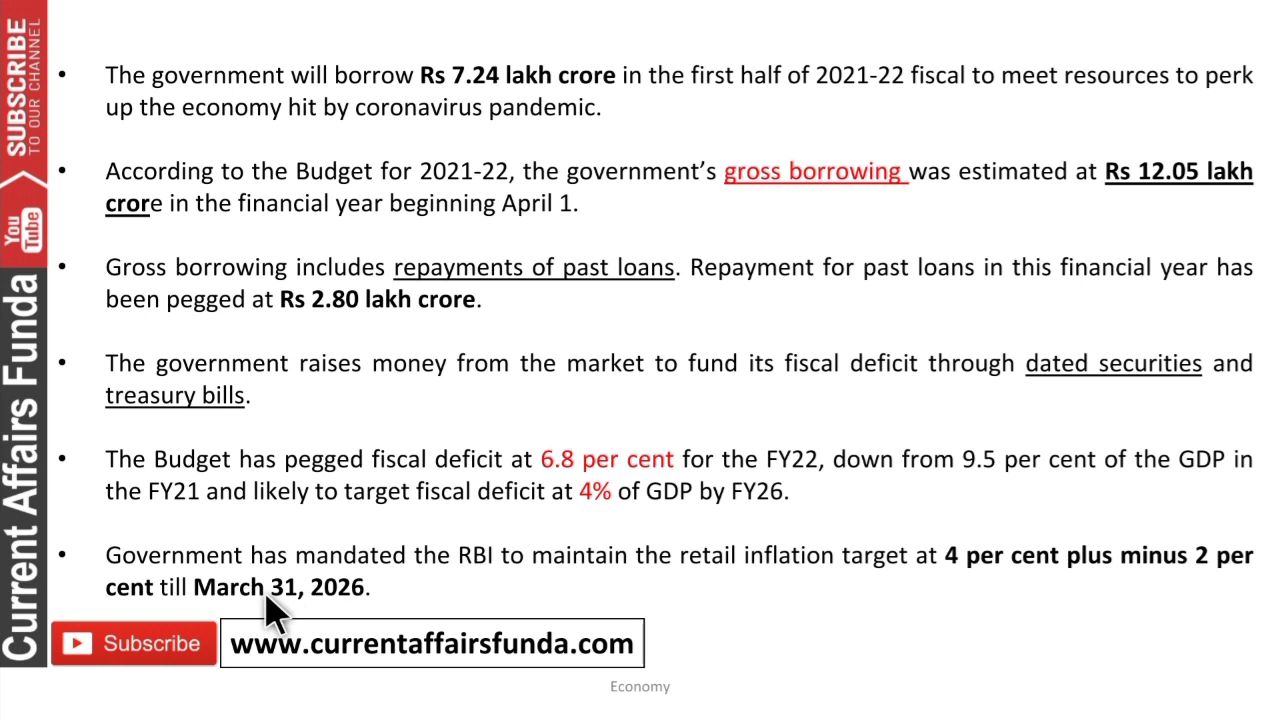 SUBSCRIBE
TO OUR CHANNEL
You
Tube
Current Affairs Funda
• The government will borrow Rs 7.24 lakh crore in the first half of 2021-22 fiscal to meet resources to perk
up the economy hit by coronavirus pandemic.
• According to the Budget for 2021-22, the government’s gross borrowing was estimated at Rs 12.05 lakh
crore in the financial year beginning April 1.
• Gross borrowing includes repayments of past loans. Repayment for past loans in this financial year has
been pegged at Rs 2.80 lakh crore.
• The government raises money from the market to fund its fiscal deficit through dated securities and
treasury bills.
• The Budget has pegged fiscal deficit at 6.8 per cent for the FY22, down from 9.5 per cent of the GDP in
the FY21 and likely to target fiscal deficit at 4% of GDP by FY26.
• Government has mandated the RBI to maintain the retail inflation target at 4 per cent plus minus 2 per
cent till March 31, 2026.
Subscribe
www.currentaffairsfunda.com
Economy